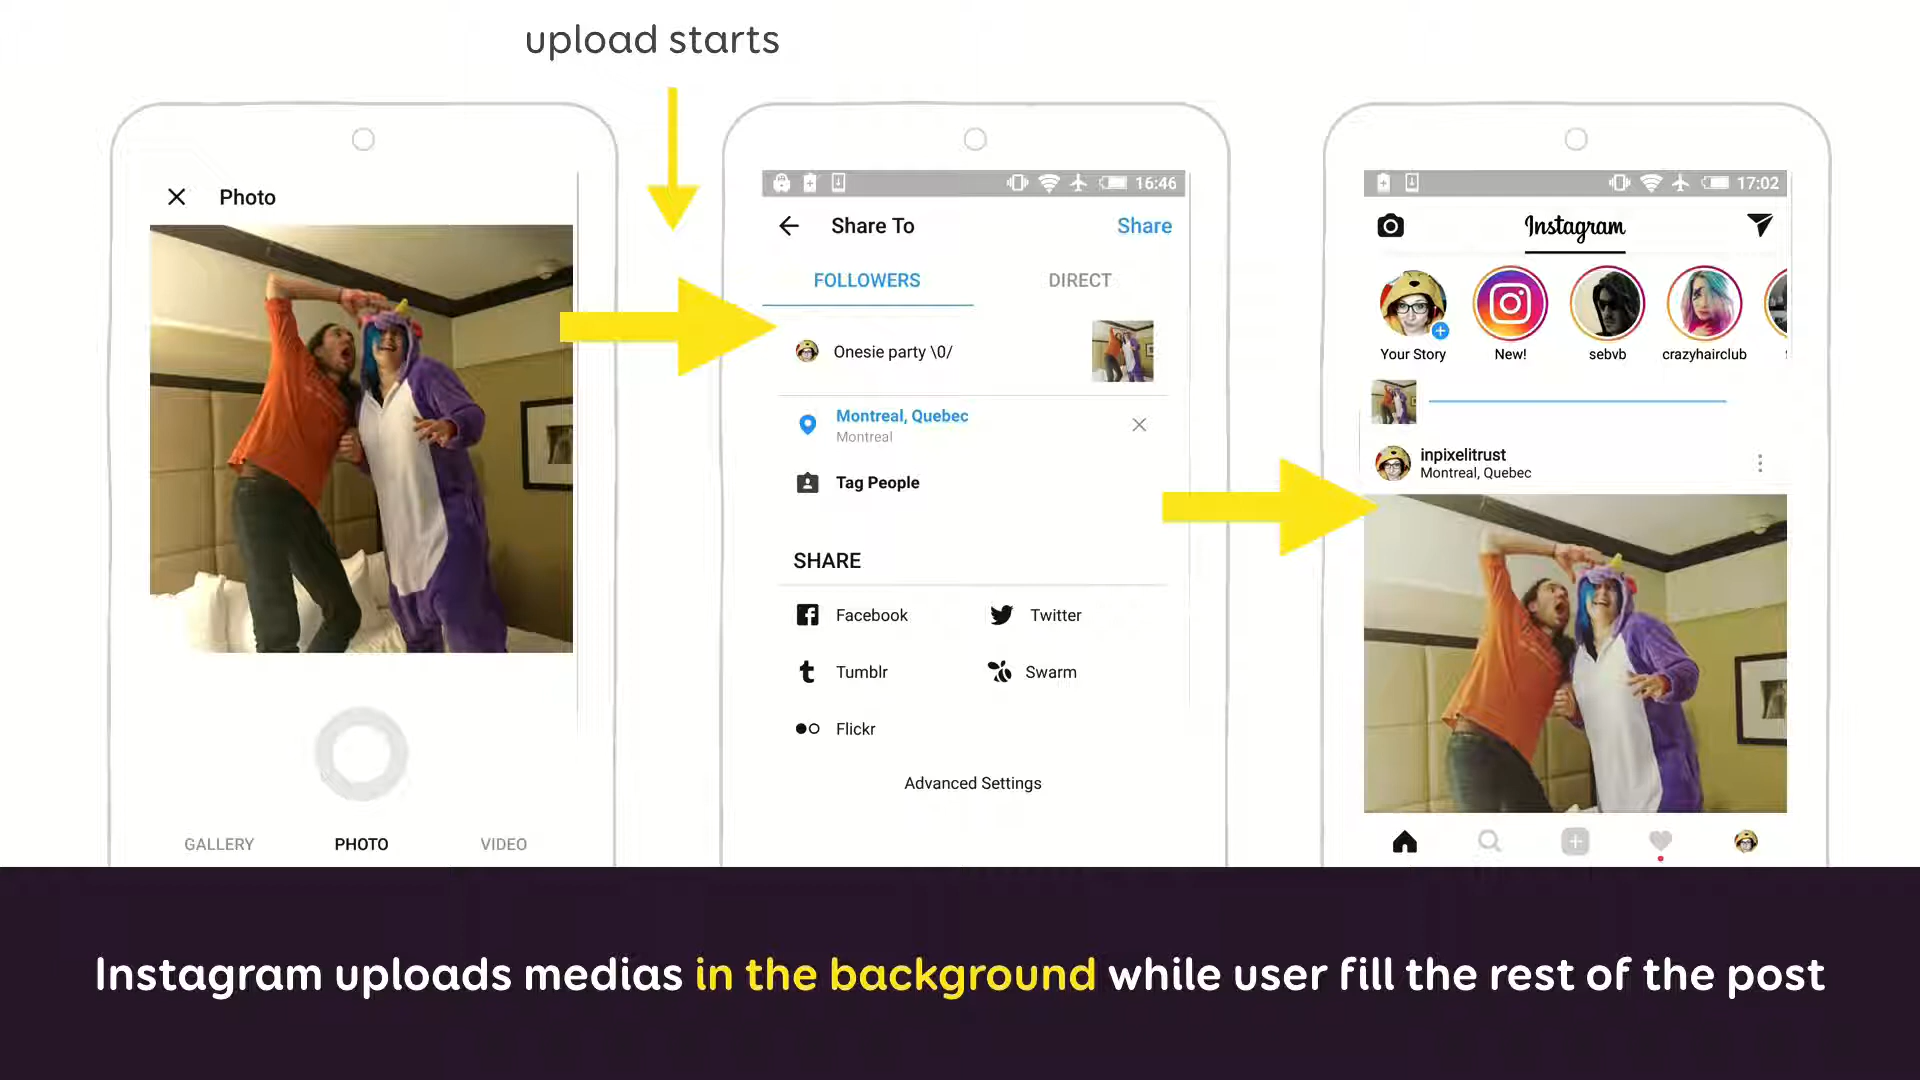 upload starts
Photo
GALLERY PHOTO VIDEO
16:46
Share To Share
FOLLOWERS DIRECT
Onesie party \0/
Montreal, Quebec
Montreal
Tag People
SHARE
Facebook Twitter
Tumblr Swarm
Flickr
Advanced Settings
17:02
Instagram
Your Story New! sebvb crazyhairclub
inpixelitrust
Montreal, Quebec
Instagram uploads medias in the background while user fill the rest of the post